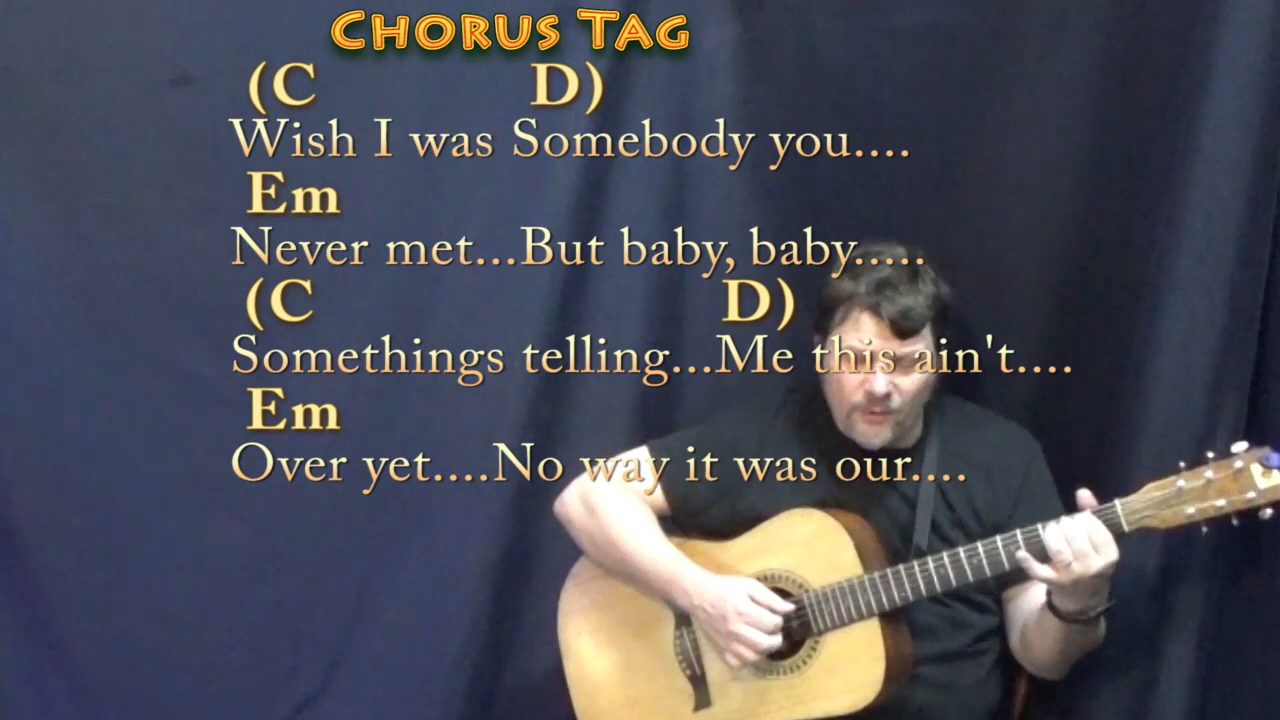 Chorus Tag
(C D)
Wish I was Somebody you....
Em
Never met...But baby, baby.....
(C D)
Somethings telling...Me this ain't....
Em
Over yet....No way it was our....